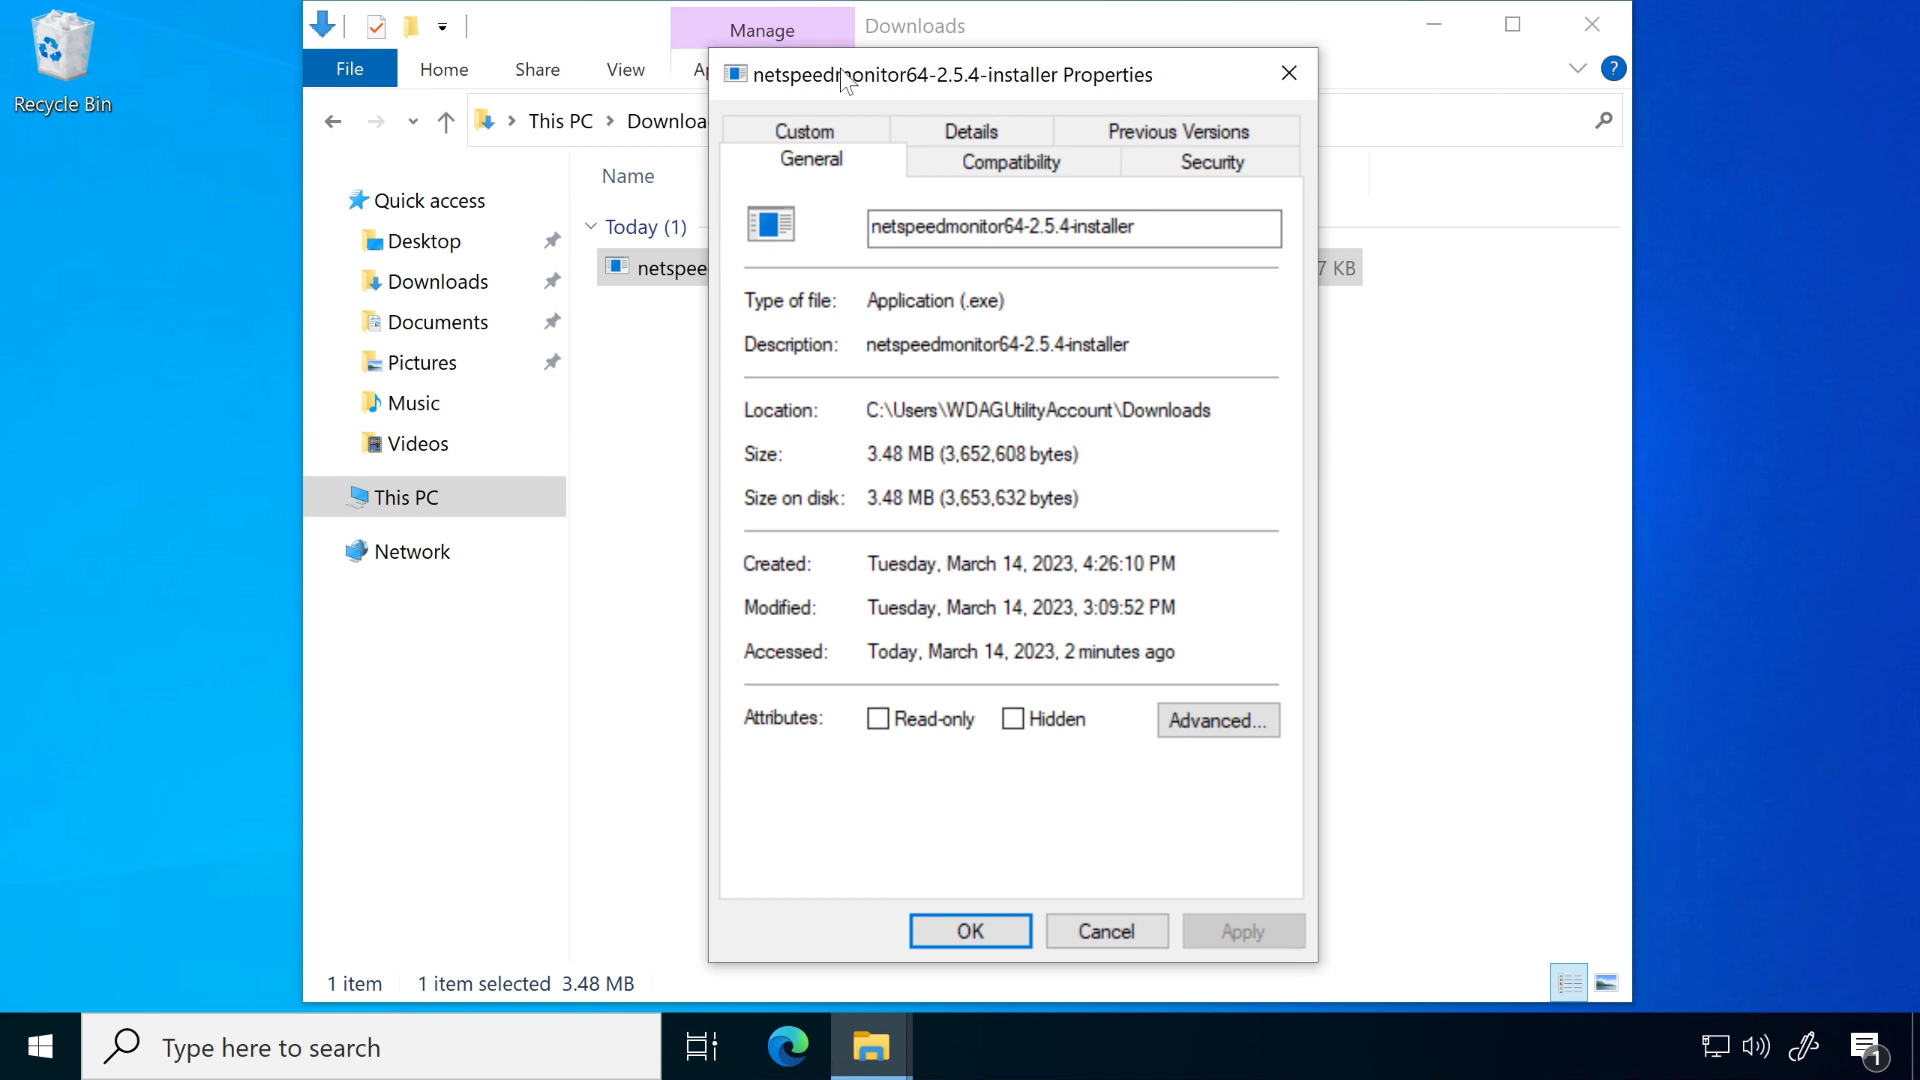 Recycle Bin
Manage
Downloads
File
Home
Share
View
netspeedmonitor64-2.5.4-installer Properties
?
This PC
Name
Custom
Details
Previous Versions
General
Compatibility
Security
Quick access
Desktop
Downloads
Documents
Pictures
Music
Videos
This PC
Network
Today (1)
netspee
7 KB
netspeedmonitor64-2.5.4-installer
Type of file: Application (.exe)
Description: netspeedmonitor64-2.5.4-installer
Location: C:\Users\WDAGUtilityAccount\Downloads
Size: 3.48 MB (3,652,608 bytes)
Size on disk: 3.48 MB (3,653,632 bytes)
Created: Tuesday, March 14, 2023, 4:26:10 PM
Modified: Tuesday, March 14, 2023, 3:09:52 PM
Accessed: Today, March 14, 2023, 2 minutes ago
Attributes: Read-only Hidden Advanced...
OK
Cancel
Apply
1 item
1 item selected 3.48 MB
Type here to search
1